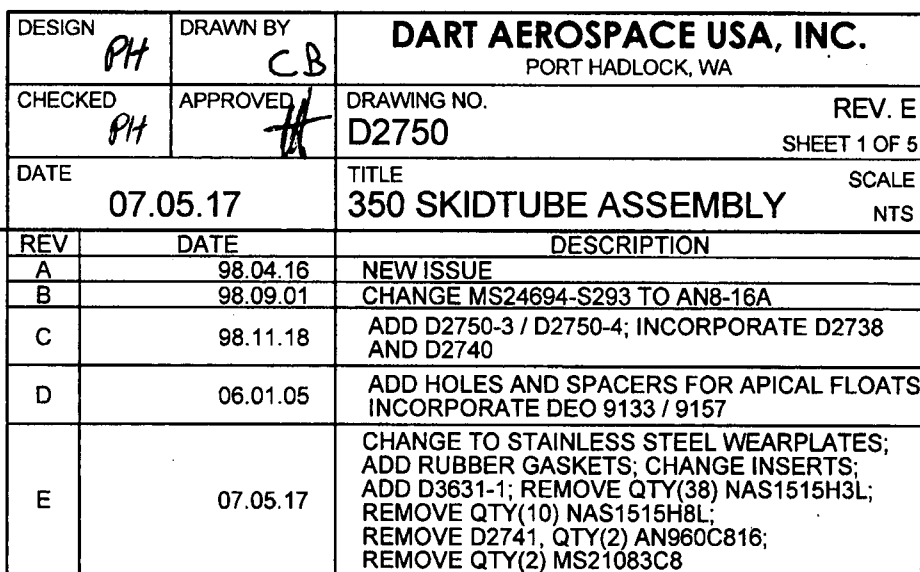 DESIGN
PH
DRAWN BY
CB
DART AEROSPACE USA, INC.
PORT HADLOCK, WA
CHECKED
PH
APPROVED
DRAWING NO.
D2750
REV. E
SHEET 1 OF 5
DATE
07.05.17
TITLE
350 SKIDTUBE ASSEMBLY
SCALE
NTS
REV DATE DESCRIPTION
A 98.04.16 NEW ISSUE
B 98.09.01 CHANGE MS24694-S293 TO AN8-16A
C 98.11.18 ADD D2750-3 / D2750-4; INCORPORATE D2738
AND D2740
D 06.01.05 ADD HOLES AND SPACERS FOR APICAL FLOATS
INCORPORATE DEO 9133 / 9157
E 07.05.17 CHANGE TO STAINLESS STEEL WEARPLATES;
ADD RUBBER GASKETS; CHANGE INSERTS;
ADD D3631-1; REMOVE QTY(38) NAS1515H3L;
REMOVE QTY(10) NAS1515H8L;
REMOVE D2741, QTY(2) AN960C816;
REMOVE QTY(2) MS21083C8